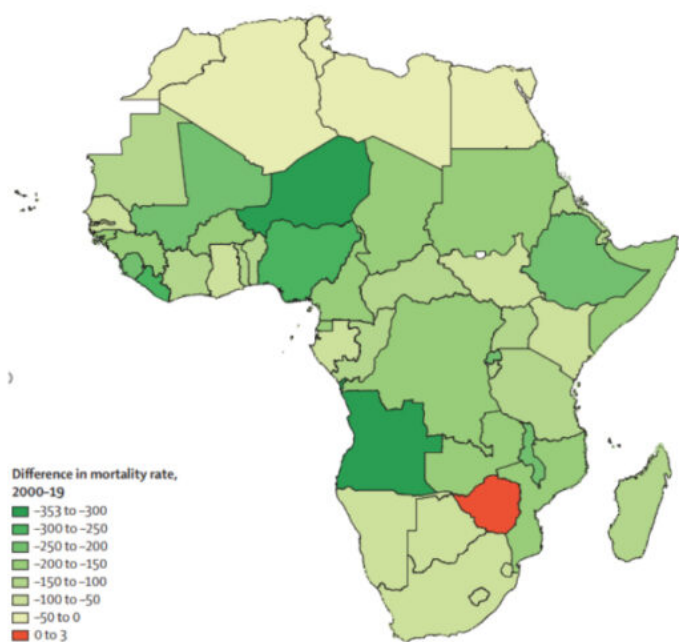 Difference in mortality rate,
2000–19
–353 to –300
–300 to –250
–250 to –200
–200 to –150
–150 to –100
–100 to –50
–50 to 0
0 to 3